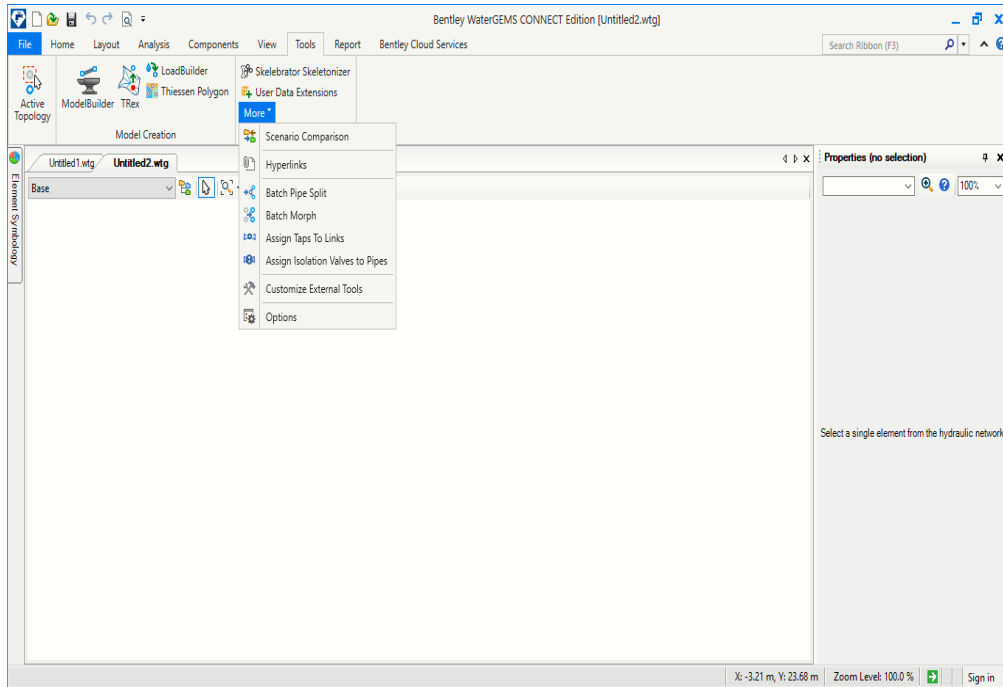 Bentley WaterGEMS CONNECT Edition [Untitled2.wtg]
File Home Layout Analysis Components View Tools Report Bentley Cloud Services
Search Ribbon (F3)
Active Topology
ModelBuilder
TRex
LoadBuilder
Thiessen Polygon
Model Creation
Skelebrator Skeletonizer
User Data Extensions
More
Scenario Comparison
Hyperlinks
Batch Pipe Split
Batch Morph
Assign Taps To Links
Assign Isolation Valves to Pipes
Customize External Tools
Options
Element Symbology
Untitled1.wtg Untitled2.wtg
Base
Properties (no selection)
100%
Select a single element from the hydraulic network
X: -3.21 m, Y: 23.68 m Zoom Level: 100.0 % Sign in